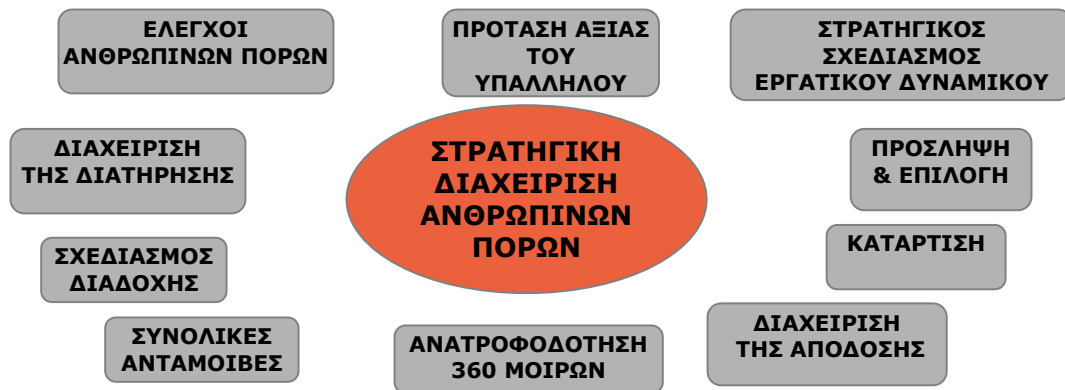 ΕΛΕΓΧΟΙ
ΑΝΘΡΩΠΙΝΩΝ ΠΟΡΩΝ
ΠΡΟΤΑΣΗ ΑΞΙΑΣ
ΤΟΥ
ΥΠΑΛΛΗΛΟΥ
ΣΤΡΑΤΗΓΙΚΟΣ
ΣΧΕΔΙΑΣΜΟΣ
ΕΡΓΑΤΙΚΟΥ ΔΥΝΑΜΙΚΟΥ
ΔΙΑΧΕΙΡΙΣΗ
ΤΗΣ ΔΙΑΤΗΡΗΣΗΣ
ΣΤΡΑΤΗΓΙΚΗ
ΔΙΑΧΕΙΡΙΣΗ
ΑΝΘΡΩΠΙΝΩΝ
ΠΟΡΩΝ
ΠΡΟΣΛΗΨΗ
& ΕΠΙΛΟΓΗ
ΣΧΕΔΙΑΣΜΟΣ
ΔΙΑΔΟΧΗΣ
ΚΑΤΑΡΤΙΣΗ
ΣΥΝΟΛΙΚΕΣ
ΑΝΤΑΜΟΙΒΕΣ
ΑΝΑΤΡΟΦΟΔΟΤΗΣΗ
360 ΜΟΙΡΩΝ
ΔΙΑΧΕΙΡΙΣΗ
ΤΗΣ ΑΠΟΔΟΣΗΣ